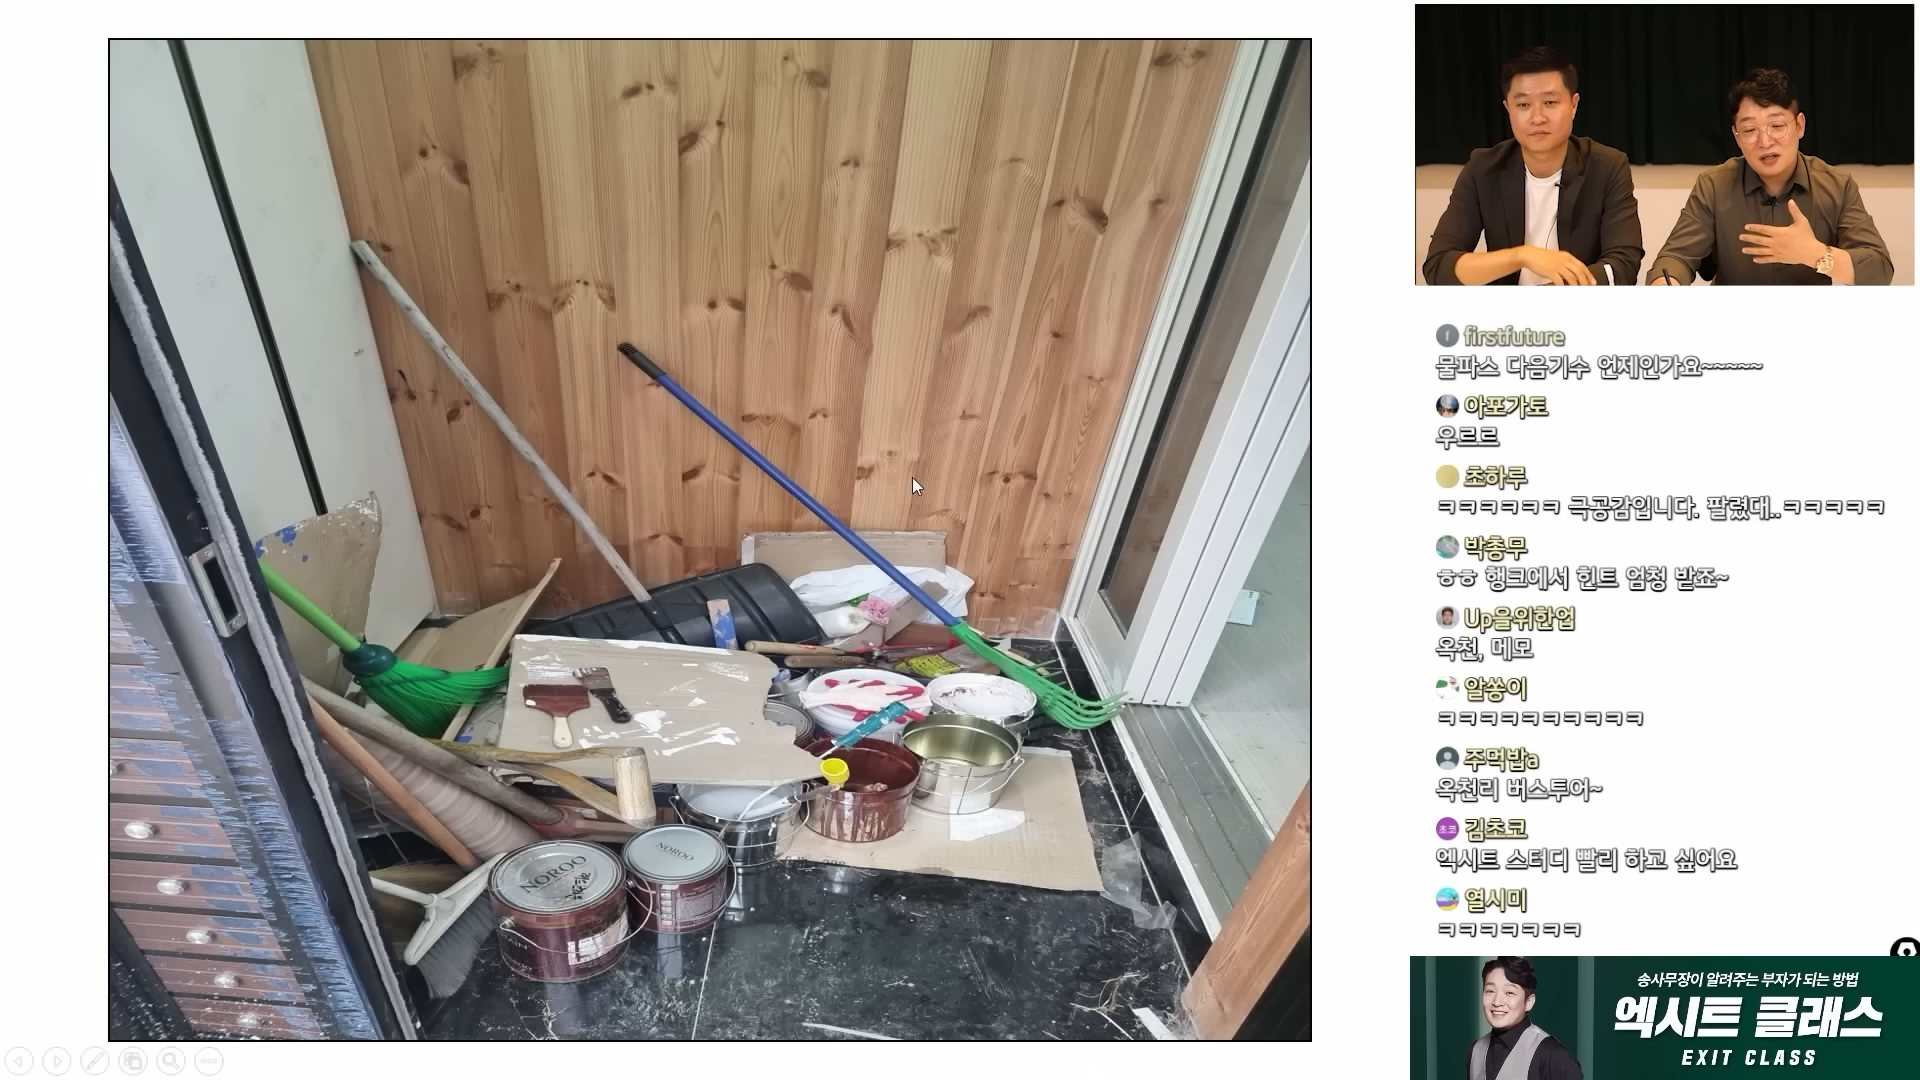 firstfuture
물파스 다음기수 언제인가요~~~~~
아포가토
우르르
초하루
ㅋㅋㅋㅋㅋㅋ 극공감입니다. 팔렸대..ㅋㅋㅋㅋㅋ
박총무
ㅎㅎ 행크에서 힌트 엄청 받죠~
Up을위한업
옥천, 메모
알쏭이
ㅋㅋㅋㅋㅋㅋㅋㅋㅋㅋ
주먹밥a
옥천리 버스투어~
초코 김초코
엑시트 스터디 빨리 하고 싶어요
열시미
ㅋㅋㅋㅋㅋㅋㅋ
송사무장이 알려주는 부자가 되는 방법
엑시트 클래스
EXIT CLASS
NOROO
NOROO